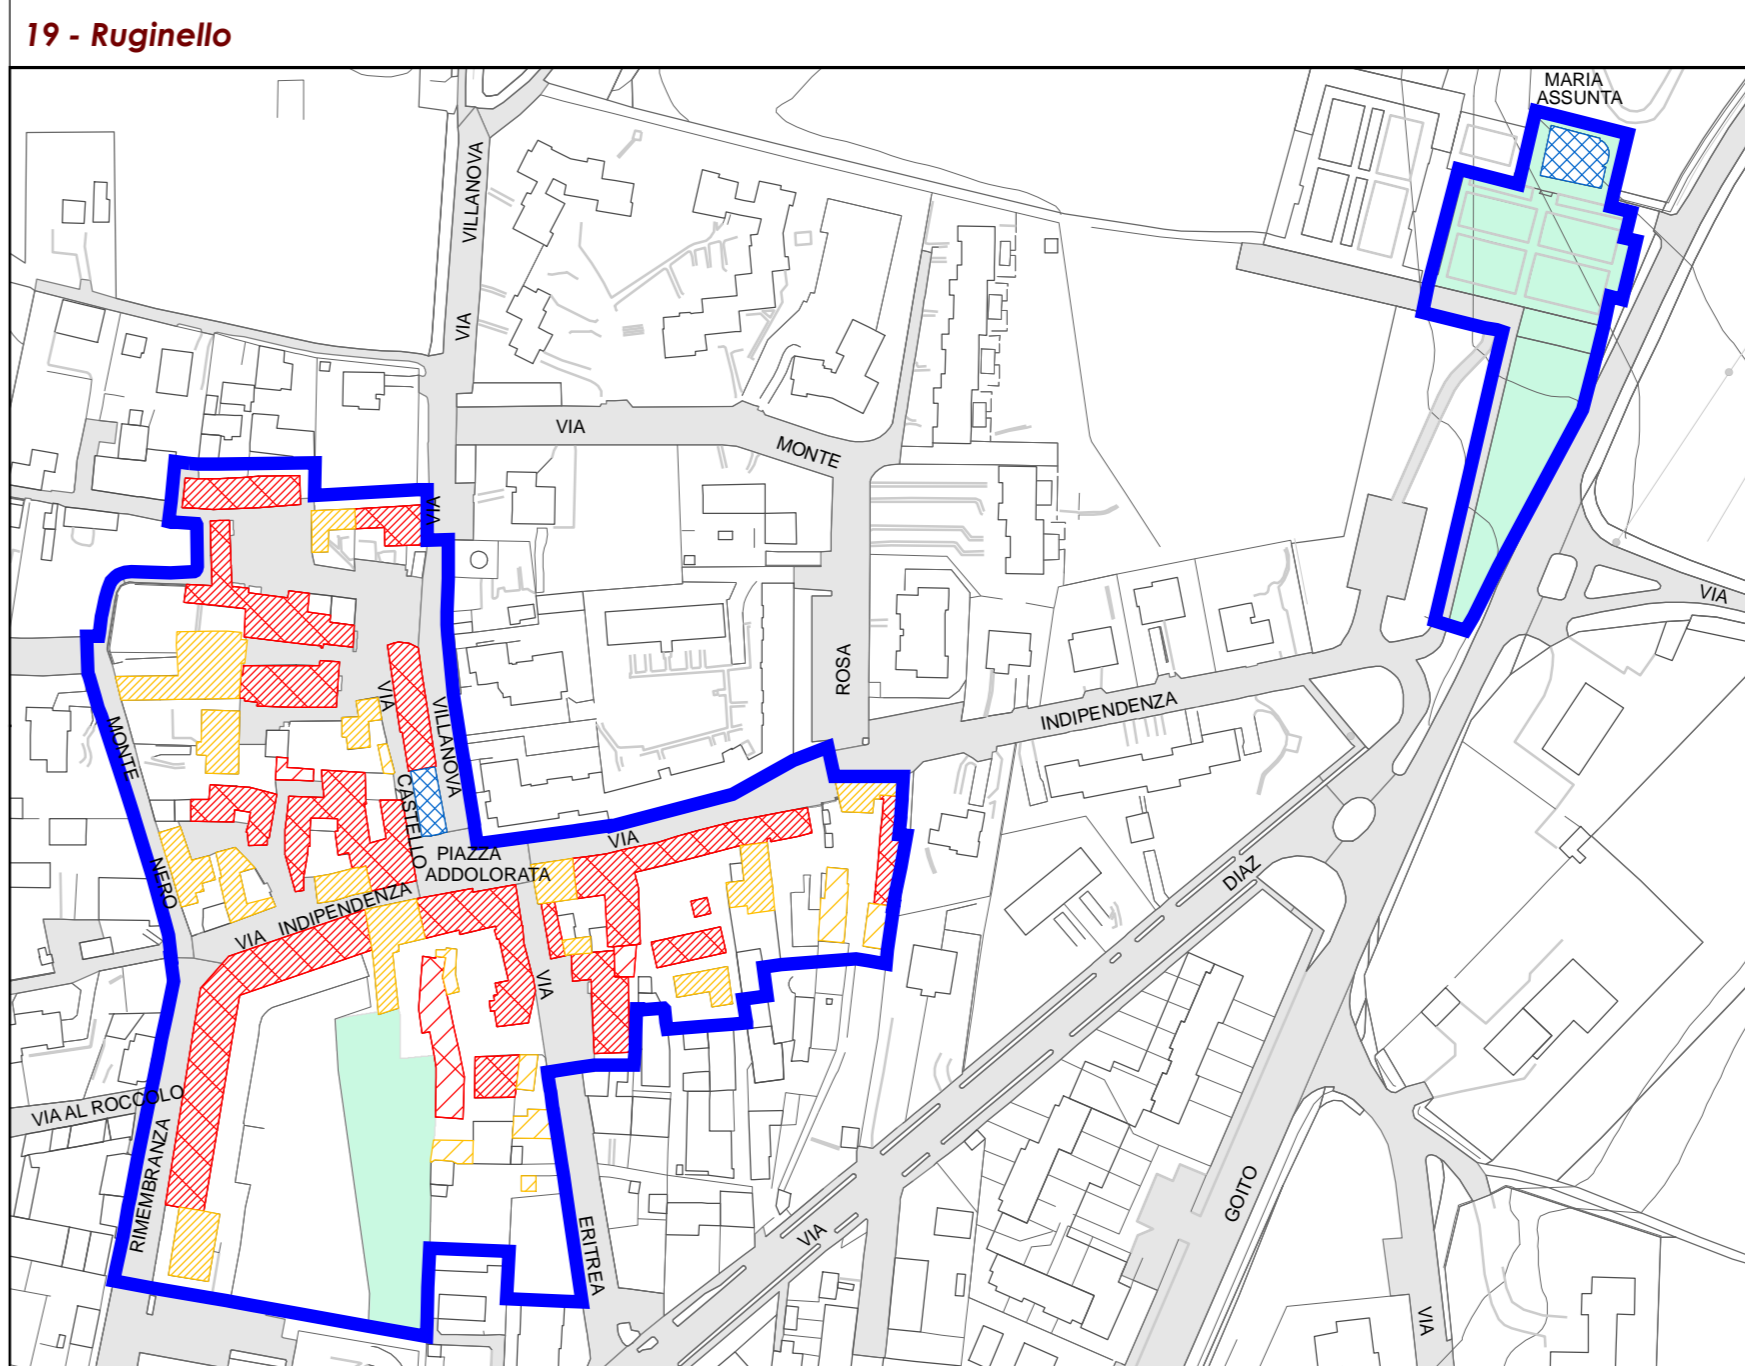 19 - Ruginello
MARIA
ASSUNTA
VILLANOVA
VIA
VIA
MONTE
VIA
VIA
ROSA
INDIPENDENZA
VIA
VILLANOVA
MONTE
CASTELLO
VIA
PIAZZA
ADDOLORATA
NERO
VIA INDIPENDENZA
DIAZ
VIA
VIA AL ROCCOLO
RIMEMBRANZA
GOITO
ERITREA
VIA
VIA